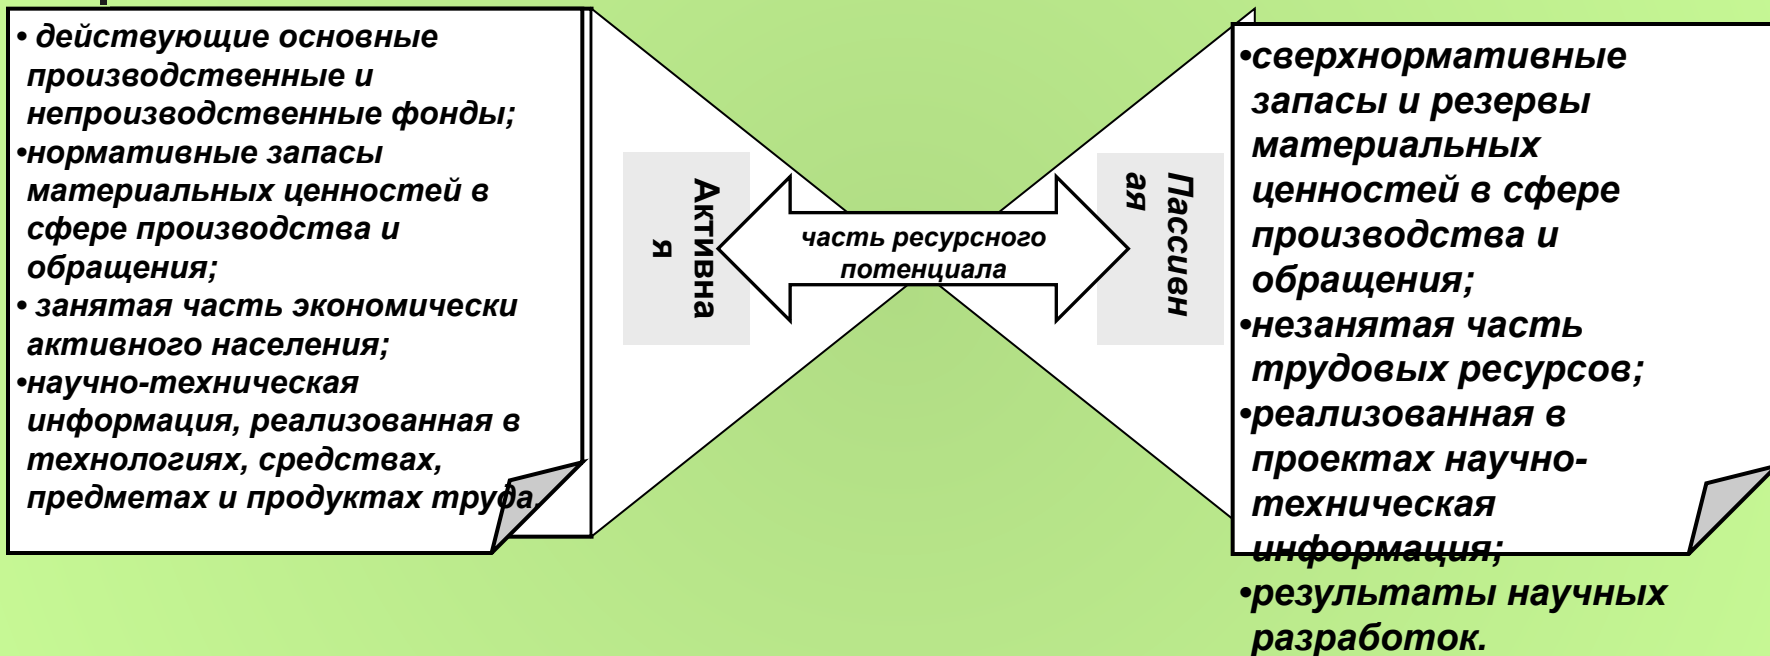 • действующие основные
производственные и
непроизводственные фонды;
•нормативные запасы
материальных ценностей в
сфере производства и
обращения;
• занятая часть экономически
активного населения;
•научно-техническая
информация, реализованная в
технологиях, средствах,
предметах и продуктах труда.
Активна
я
часть ресурсного
потенциала
Пассивн
ая
•сверхнормативные
запасы и резервы
материальных
ценностей в сфере
производства и
обращения;
•незанятая часть
трудовых ресурсов;
•реализованная в
проектах научно-
техническая
информация;
•результаты научных
разработок.